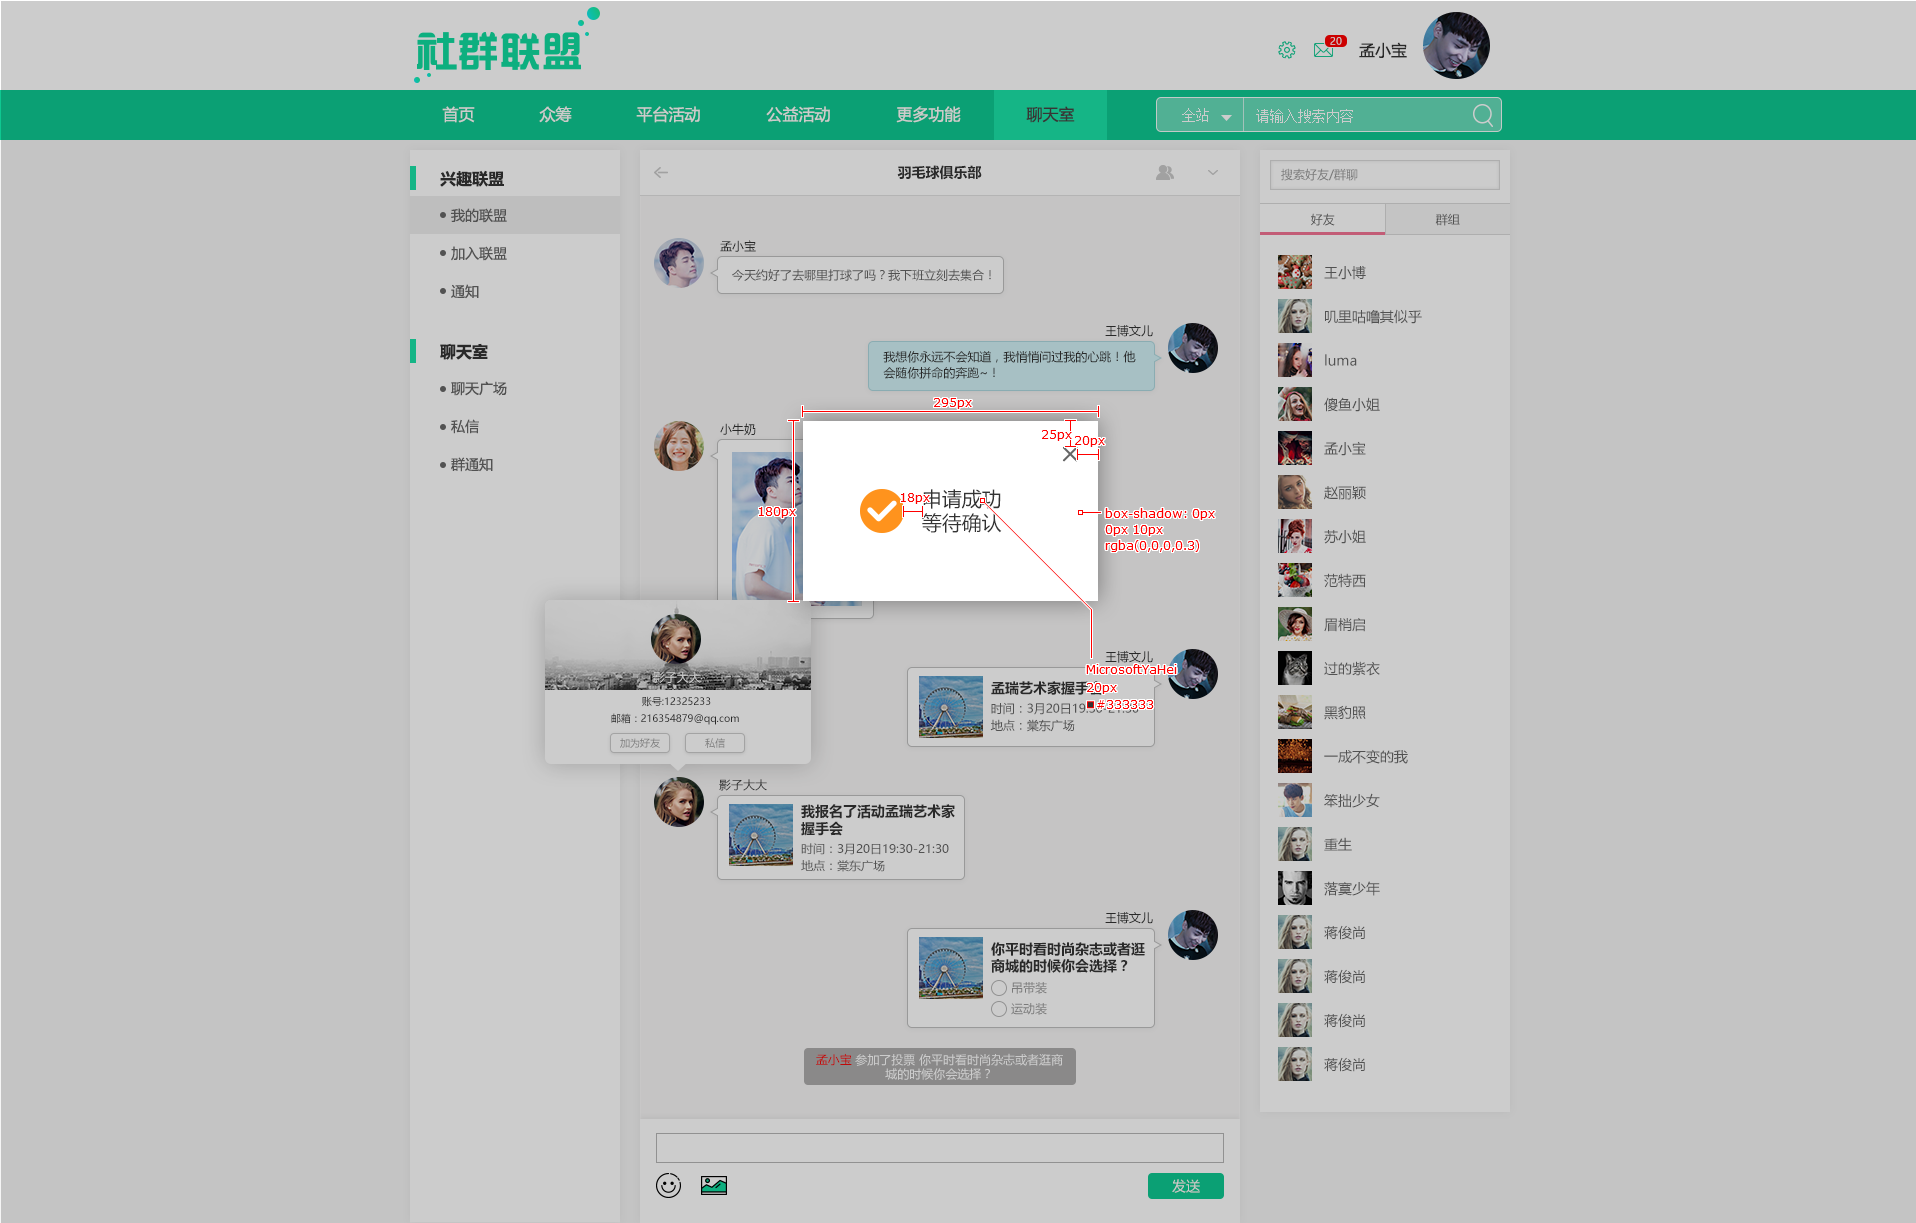 社群联盟
20
孟小宝
首页
众筹
平台活动
公益活动
更多功能
聊天室
全站
请输入搜索内容
兴趣联盟
我的联盟
加入联盟
通知
聊天室
聊天广场
私信
群通知
羽毛球俱乐部
孟小宝
今天约好了去哪里打球了吗？我下班立刻去集合！
王博文儿
我想你永远不会知道，我悄悄问过我的心跳！他
会随你拼命的奔跑~！
小牛奶
295px
25px
20px
180px
18px
申请成功
等待确认
box-shadow: 0px
0px 10px
rgba(0,0,0,0.3)
影子大大
账号:12325233
邮箱：216354879@qq.com
加为好友
私信
王博文儿
MicrosoftYaHei
20px
#333333
孟瑞艺术家握手会
时间：3月20日19:30-21:30
地点：棠东广场
影子大大
我报名了活动孟瑞艺术家
握手会
时间：3月20日19:30-21:30
地点：棠东广场
王博文儿
你平时看时尚杂志或者逛
商城的时候你会选择？
吊带装
运动装
孟小宝 参加了投票 你平时看时尚杂志或者逛商
城的时候你会选择？
发送
搜索好友/群聊
好友
群组
王小博
叽里咕噜其似乎
luma
傻鱼小姐
孟小宝
赵丽颖
苏小姐
范特西
眉梢启
过的紫衣
黑豹照
一成不变的我
笨拙少女
重生
落寞少年
蒋俊尚
蒋俊尚
蒋俊尚
蒋俊尚